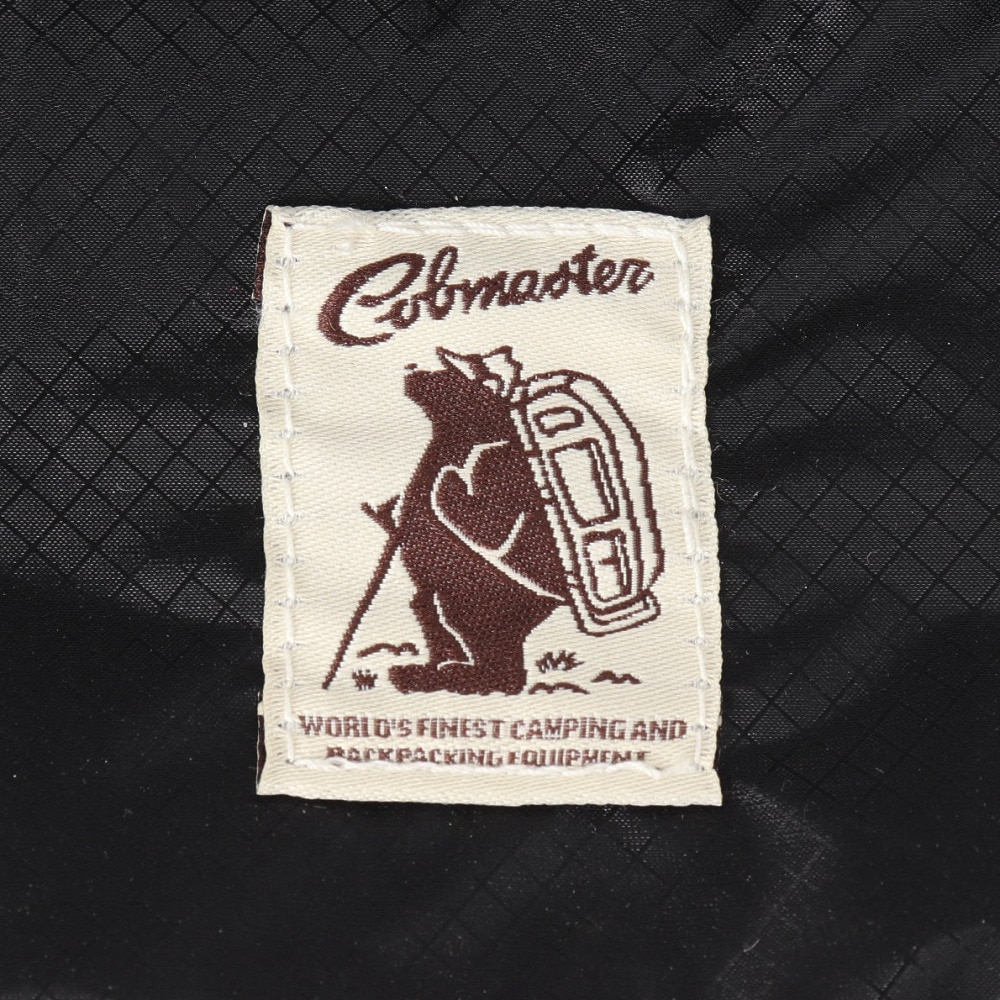 Cobmaster
WORLD'S FINEST CAMPING AND
BACKPACKING EQUIPMENT